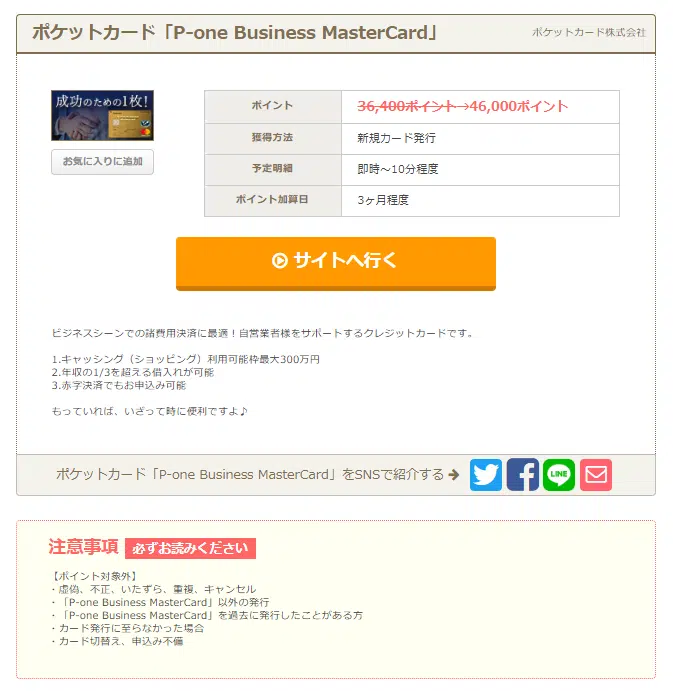 ポケットカード「P-one Business MasterCard」
ポケットカード株式会社
成功のための1枚!
お気に入りに追加
ポイント
36,400ポイント→46,000ポイント
獲得方法
新規カード発行
予定明細
即時～10分程度
ポイント加算日
3ヶ月程度
サイトへ行く
ビジネスシーンでの諸費用決済に最適！自営業者様をサポートするクレジットカードです。
1.キャッシング（ショッピング）利用可能枠最大300万円
2.年収の1/3を超える借入れが可能
3.赤字決済でもお申込み可能
もっていれば、いざって時に便利ですよ♪
ポケットカード「P-one Business MasterCard」をSNSで紹介する
LINE
注意事項 必ずお読みください
【ポイント対象外】
・虚偽、不正、いたずら、重複、キャンセル
・「P-one Business MasterCard」以外の発行
・「P-one Business MasterCard」を過去に発行したことがある方
・カード発行に至らなかった場合
・カード切替え、申込み不備